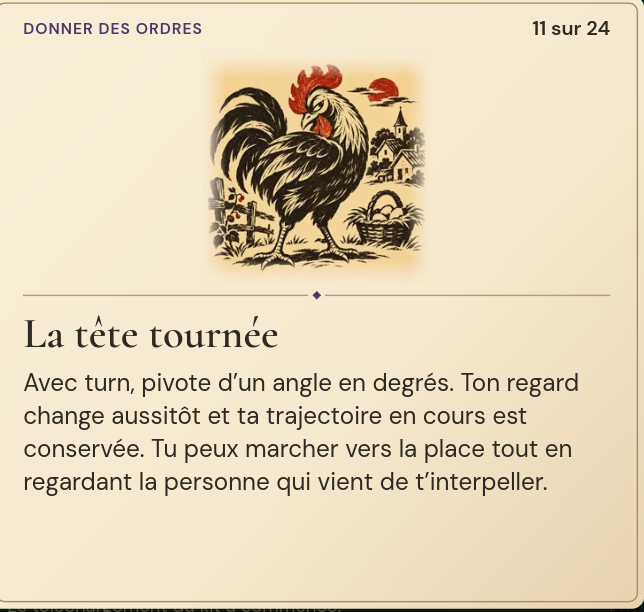 DONNER DES ORDRES
11 sur 24
La tête tournée
Avec turn, pivote d’un angle en degrés. Ton regard
change aussitôt et ta trajectoire en cours est
conservée. Tu peux marcher vers la place tout en
regardant la personne qui vient de t’interpeller.